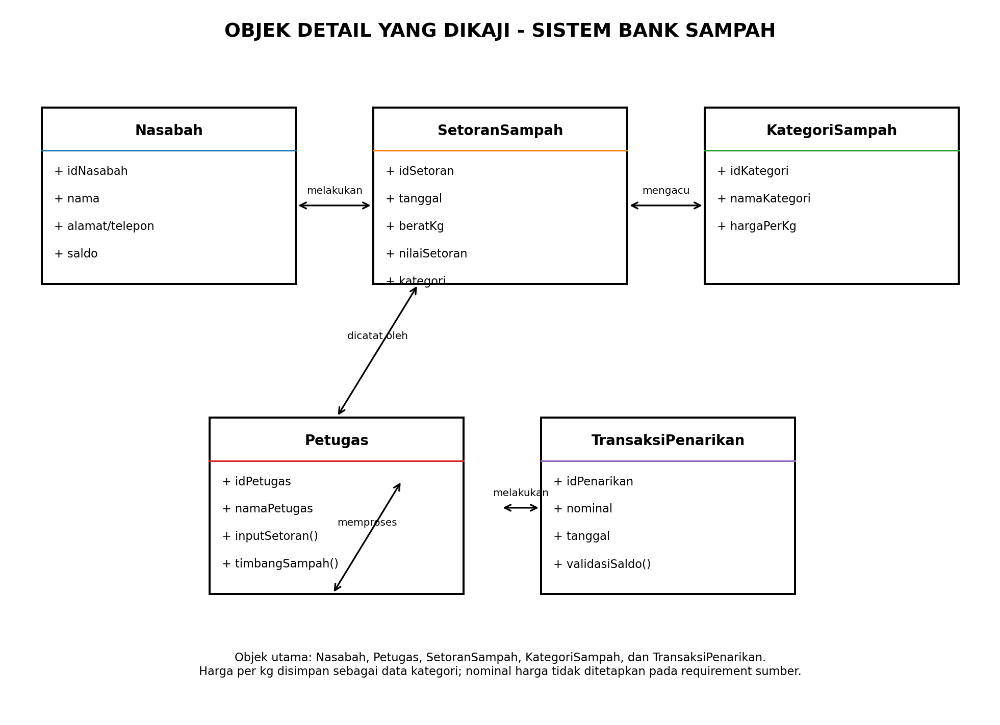 OBJEK DETAIL YANG DIKAJI - SISTEM BANK SAMPAH
Nasabah
+ idNasabah
+ nama
+ alamat/telepon
+ saldo
melakukan
SetoranSampah
+ idSetoran
+ tanggal
+ beratKg
+ nilaiSetoran
+ kategori
mengacu
KategoriSampah
+ idKategori
+ namaKategori
+ hargaPerKg
dicatat oleh
Petugas
+ idPetugas
+ namaPetugas
+ inputSetoran()
+ timbangSampah()
memproses
melakukan
TransaksiPenarikan
+ idPenarikan
+ nominal
+ tanggal
+ validasiSaldo()
Objek utama: Nasabah, Petugas, SetoranSampah, KategoriSampah, dan TransaksiPenarikan.
Harga per kg disimpan sebagai data kategori; nominal harga tidak ditetapkan pada requirement sumber.